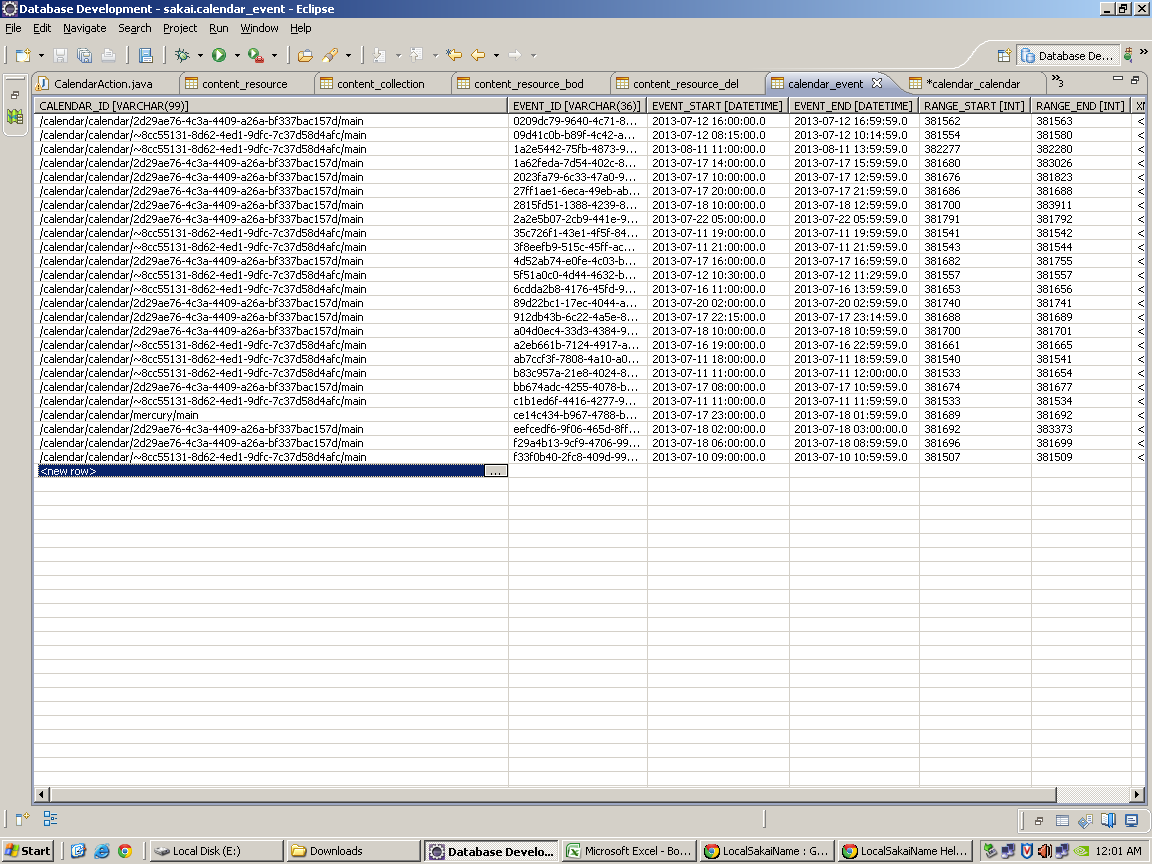 Database Development - sakai.calendar_event - Eclipse
File Edit Navigate Search Project Run Window Help
Database De...
CalendarAction.java content_resource content_collection content_resource_bod content_resource_del calendar_event *calendar_calendar »3
CALENDAR_ID [VARCHAR(99)] EVENT_ID [VARCHAR(36)] EVENT_START [DATETIME] EVENT_END [DATETIME] RANGE_START [INT] RANGE_END [INT] XM
/calendar/calendar/2d29ae76-4c3a-4409-a26a-bf337bac157d/main 0209dc79-9640-4c71-8... 2013-07-12 16:00:00.0 2013-07-12 16:59:59.0 381562 381563 <
/calendar/calendar/~8cc55131-8d62-4ed1-9dfc-7c37d58d4afc/main 09d41c0b-b89f-4c42-a... 2013-07-12 08:15:00.0 2013-07-12 10:14:59.0 381554 381580 <
/calendar/calendar/~8cc55131-8d62-4ed1-9dfc-7c37d58d4afc/main 1a2e5442-75fb-4873-9... 2013-08-11 11:00:00.0 2013-08-11 13:59:59.0 382277 382280 <
/calendar/calendar/2d29ae76-4c3a-4409-a26a-bf337bac157d/main 1a62feda-7d54-402c-8... 2013-07-17 14:00:00.0 2013-07-17 15:59:59.0 381680 383026 <
/calendar/calendar/2d29ae76-4c3a-4409-a26a-bf337bac157d/main 2023fa79-6c33-47a0-9... 2013-07-17 10:00:00.0 2013-07-17 12:59:59.0 381676 381823 <
/calendar/calendar/2d29ae76-4c3a-4409-a26a-bf337bac157d/main 27ff1ae1-6eca-49eb-ab... 2013-07-17 20:00:00.0 2013-07-17 21:59:59.0 381686 381688 <
/calendar/calendar/2d29ae76-4c3a-4409-a26a-bf337bac157d/main 2815fd51-1388-4239-8... 2013-07-18 10:00:00.0 2013-07-18 12:59:59.0 381700 383911 <
/calendar/calendar/2d29ae76-4c3a-4409-a26a-bf337bac157d/main 2a2e5b07-2cb9-441e-9... 2013-07-22 05:00:00.0 2013-07-22 05:59:59.0 381791 381792 <
/calendar/calendar/~8cc55131-8d62-4ed1-9dfc-7c37d58d4afc/main 35c726f1-43e1-4f5f-84... 2013-07-11 19:00:00.0 2013-07-11 19:59:59.0 381541 381542 <
/calendar/calendar/~8cc55131-8d62-4ed1-9dfc-7c37d58d4afc/main 3f8eefb9-515c-45ff-ac... 2013-07-11 21:00:00.0 2013-07-11 21:59:59.0 381543 381544 <
/calendar/calendar/2d29ae76-4c3a-4409-a26a-bf337bac157d/main 4d52ab74-e0fe-4c03-b... 2013-07-17 16:00:00.0 2013-07-17 16:59:59.0 381682 381755 <
/calendar/calendar/~8cc55131-8d62-4ed1-9dfc-7c37d58d4afc/main 5f51a0c0-4d44-4632-b... 2013-07-12 10:30:00.0 2013-07-12 11:29:59.0 381557 381557 <
/calendar/calendar/~8cc55131-8d62-4ed1-9dfc-7c37d58d4afc/main 6cdda2b8-4176-45fd-9... 2013-07-16 11:00:00.0 2013-07-16 13:59:59.0 381653 381656 <
/calendar/calendar/2d29ae76-4c3a-4409-a26a-bf337bac157d/main 89d22bc1-17ec-4044-a... 2013-07-20 02:00:00.0 2013-07-20 02:59:59.0 381740 381741 <
/calendar/calendar/2d29ae76-4c3a-4409-a26a-bf337bac157d/main 912db43b-6c22-4a5e-8... 2013-07-17 22:15:00.0 2013-07-17 23:14:59.0 381688 381689 <
/calendar/calendar/2d29ae76-4c3a-4409-a26a-bf337bac157d/main a04d0ec4-33d3-4384-9... 2013-07-18 10:00:00.0 2013-07-18 10:59:59.0 381700 381701 <
/calendar/calendar/~8cc55131-8d62-4ed1-9dfc-7c37d58d4afc/main a2eb661b-7124-4917-a... 2013-07-16 19:00:00.0 2013-07-16 22:59:59.0 381661 381665 <
/calendar/calendar/~8cc55131-8d62-4ed1-9dfc-7c37d58d4afc/main ab7ccf3f-7808-4a10-a0... 2013-07-11 18:00:00.0 2013-07-11 18:59:59.0 381540 381541 <
/calendar/calendar/~8cc55131-8d62-4ed1-9dfc-7c37d58d4afc/main b83c957a-21e8-4024-8... 2013-07-11 11:00:00.0 2013-07-11 12:00:00.0 381533 381654 <
/calendar/calendar/2d29ae76-4c3a-4409-a26a-bf337bac157d/main bb674adc-4255-4078-b... 2013-07-17 08:00:00.0 2013-07-17 10:59:59.0 381674 381677 <
/calendar/calendar/~8cc55131-8d62-4ed1-9dfc-7c37d58d4afc/main c1b1ed6f-4416-4277-9... 2013-07-11 11:00:00.0 2013-07-11 11:59:59.0 381533 381534 <
/calendar/calendar/mercury/main ce14c434-b967-4788-b... 2013-07-17 23:00:00.0 2013-07-18 01:59:59.0 381689 381692 <
/calendar/calendar/2d29ae76-4c3a-4409-a26a-bf337bac157d/main eefcedf6-9f06-465d-8ff... 2013-07-18 02:00:00.0 2013-07-18 03:00:00.0 381692 383373 <
/calendar/calendar/2d29ae76-4c3a-4409-a26a-bf337bac157d/main f29a4b13-9cf9-4706-99... 2013-07-18 06:00:00.0 2013-07-18 08:59:59.0 381696 381699 <
/calendar/calendar/~8cc55131-8d62-4ed1-9dfc-7c37d58d4afc/main f33f0b40-2fc8-409d-99... 2013-07-10 09:00:00.0 2013-07-10 10:59:59.0 381507 381509 <
<new row> ...
Start Local Disk (E:) Downloads Database Develo... Microsoft Excel - Bo... LocalSakaiName : G... LocalSakaiName Hel... 12:01 AM